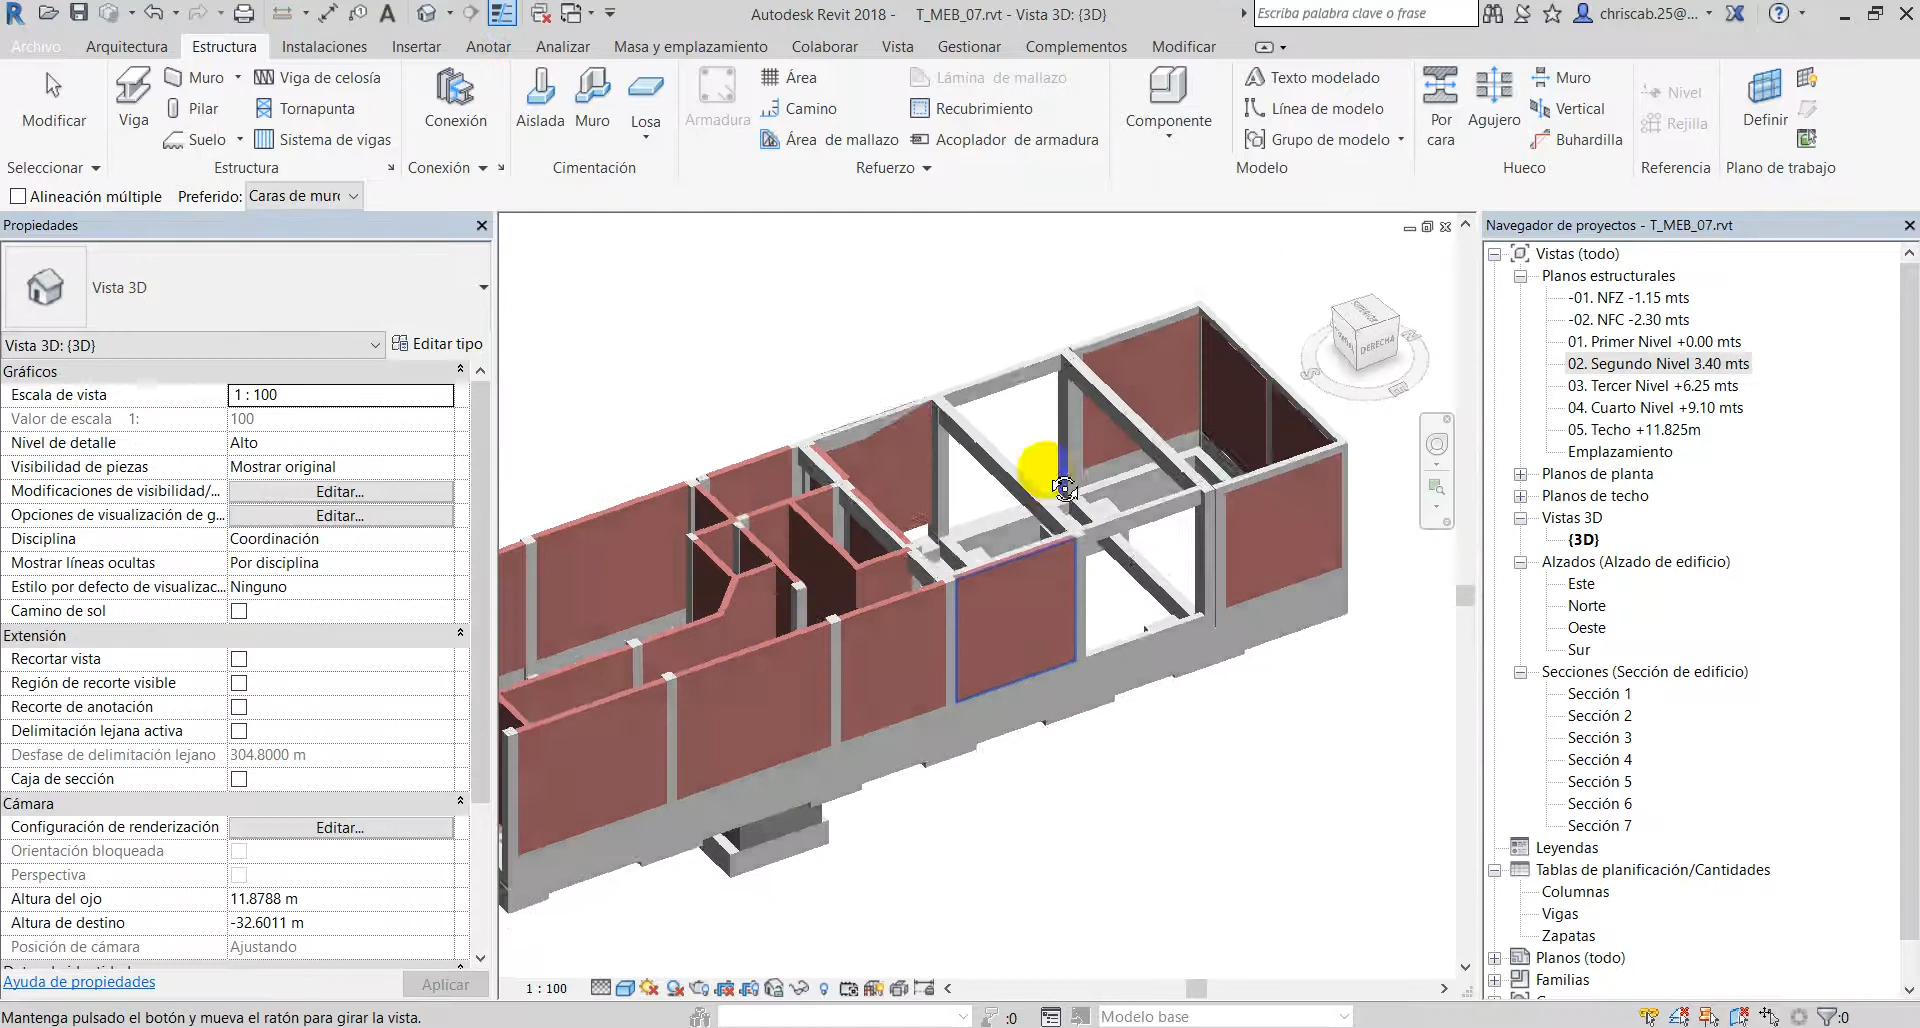 Autodesk Revit 2018 - T_MEB_07.rvt - Vista 3D: {3D}
Escriba palabra clave o frase
chriscab.25@...
Archivo
Arquitectura
Estructura
Instalaciones
Insertar
Anotar
Analizar
Masa y emplazamiento
Colaborar
Vista
Gestionar
Complementos
Modificar
Modificar
Viga
Muro
Pilar
Suelo
Viga de celosía
Tornapunta
Sistema de vigas
Conexión
Aislada
Muro
Losa
Armadura
Área
Camino
Área de mallazo
Lámina de mallazo
Recubrimiento
Acoplador de armadura
Componente
Texto modelado
Línea de modelo
Grupo de modelo
Por cara
Agujero
Muro
Vertical
Buhardilla
Nivel
Rejilla
Definir
Seleccionar
Estructura
Conexión
Cimentación
Refuerzo
Modelo
Hueco
Referencia
Plano de trabajo
Alineación múltiple
Preferido:
Caras de muro
Propiedades
Vista 3D
Vista 3D: {3D}
Editar tipo
Gráficos
Escala de vista 1 : 100
Valor de escala 1: 100
Nivel de detalle Alto
Visibilidad de piezas Mostrar original
Modificaciones de visibilidad/... Editar...
Opciones de visualización de g... Editar...
Disciplina Coordinación
Mostrar líneas ocultas Por disciplina
Estilo por defecto de visualizac... Ninguno
Camino de sol
Extensión
Recortar vista
Región de recorte visible
Recorte de anotación
Delimitación lejana activa
Desfase de delimitación lejano 304.8000 m
Caja de sección
Cámara
Configuración de renderización Editar...
Orientación bloqueada
Perspectiva
Altura del ojo 11.8788 m
Altura de destino -32.6011 m
Posición de cámara Ajustando
Ayuda de propiedades
Aplicar
DERECHA
1 : 100
Navegador de proyectos - T_MEB_07.rvt
Vistas (todo)
Planos estructurales
-01. NFZ -1.15 mts
-02. NFC -2.30 mts
01. Primer Nivel +0.00 mts
02. Segundo Nivel 3.40 mts
03. Tercer Nivel +6.25 mts
04. Cuarto Nivel +9.10 mts
05. Techo +11.825m
Emplazamiento
Planos de planta
Planos de techo
Vistas 3D
{3D}
Alzados (Alzado de edificio)
Este
Norte
Oeste
Sur
Secciones (Sección de edificio)
Sección 1
Sección 2
Sección 3
Sección 4
Sección 5
Sección 6
Sección 7
Leyendas
Tablas de planificación/Cantidades
Columnas
Vigas
Zapatas
Planos (todo)
Familias
Mantenga pulsado el botón y mueva el ratón para girar la vista.
:0
Modelo base
:0